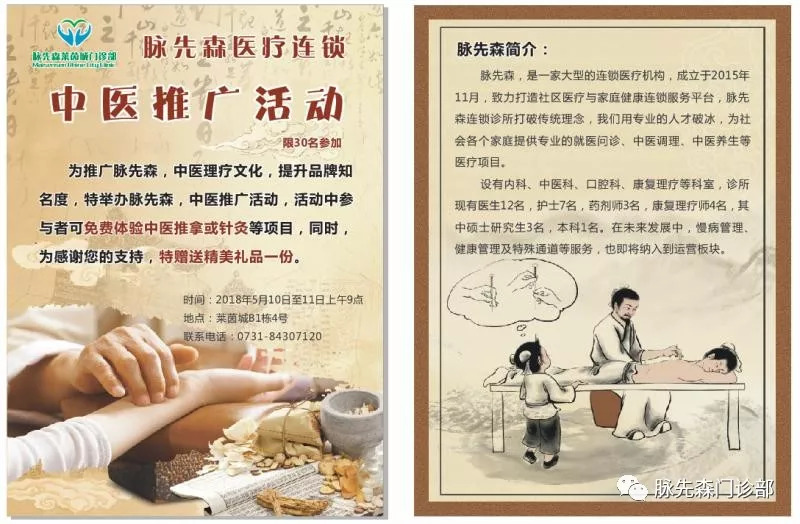 脉先森莱茵城门诊部
Maixensen Rhine City Clinic
脉先森医疗连锁
中医推广活动
限30名参加
为推广脉先森，中医理疗文化，提升品牌知
名度，特举办脉先森，中医推广活动，活动中参
与者可免费体验中医推拿或针灸等项目，同时，
为感谢您的支持，特赠送精美礼品一份。
时间：2018年5月10日至11日上午9点
地点：莱茵城B1栋4号
联系电话：0731-84307120
脉先森简介：
脉先森，是一家大型的连锁医疗机构，成立于2015年
11月，致力打造社区医疗与家庭健康连锁服务平台，脉先
森连锁诊所打破传统理念，我们用专业的人才破冰，为社
会各个家庭提供专业的就医问诊、中医调理、中医养生等
医疗项目。
设有内科、中医科、口腔科、康复理疗等科室，诊所
现有医生12名，护士7名，药剂师3名，康复理疗师4名，其
中硕士研究生3名，本科1名。在未来发展中，慢病管理、
健康管理及特殊通道等服务，也即将纳入到运营板块。
脉先森门诊部